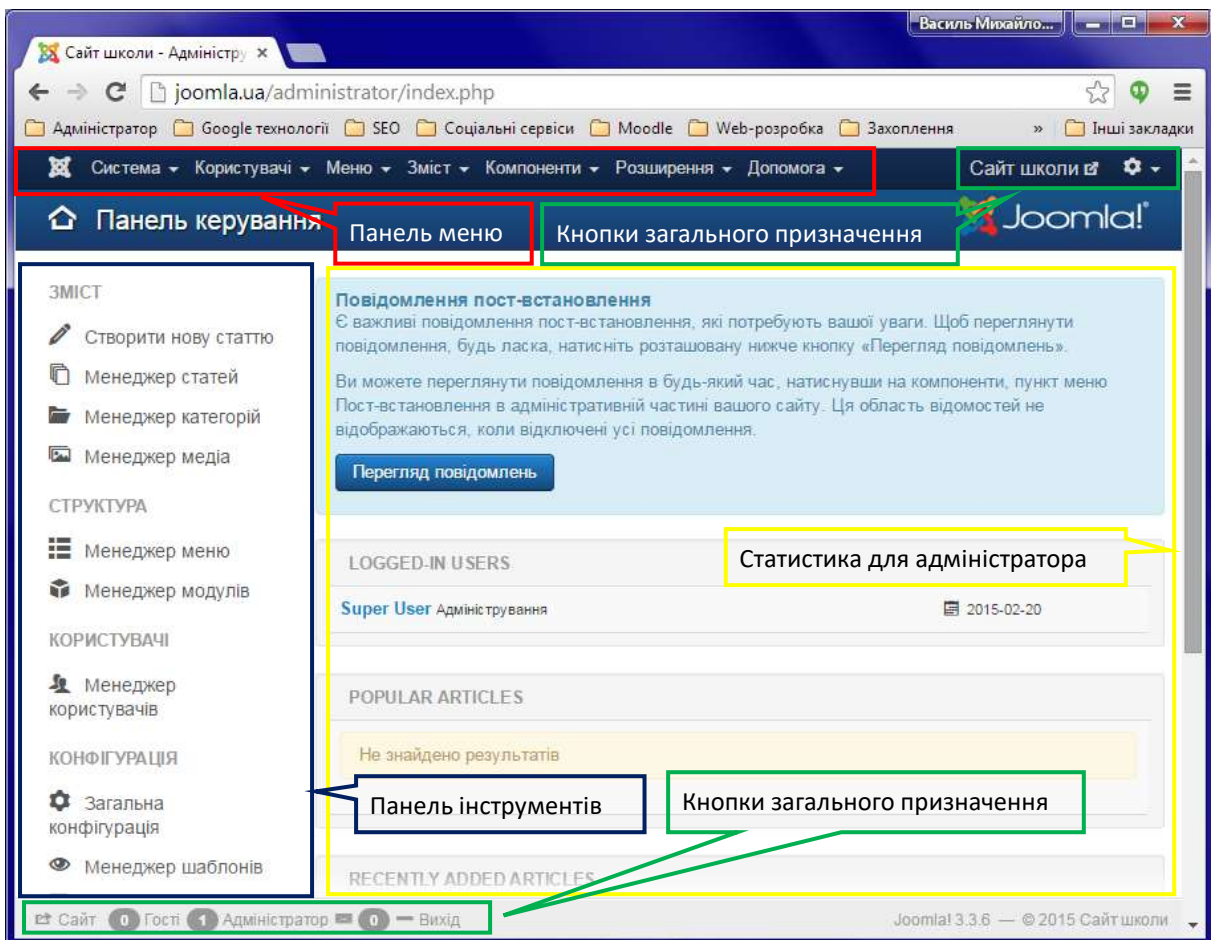 Василь Михайло...
Сайт школи - Адміністру
joomla.ua/administrator/index.php
Адміністратор Google технології SEO Соціальні сервіси Moodle Web-розробка Захоплення » Інші закладки
Система Користувачі Меню Зміст Компоненти Розширення Допомога Сайт школи
Панель керування
Joomla!
Панель меню
Кнопки загального призначення
ЗМІСТ
Створити нову статтю
Менеджер статей
Менеджер категорій
Менеджер медіа
СТРУКТУРА
Менеджер меню
Менеджер модулів
КОРИСТУВАЧІ
Менеджер
користувачів
КОНФІГУРАЦІЯ
Загальна
конфігурація
Менеджер шаблонів
Повідомлення пост-встановлення
Є важливі повідомлення пост-встановлення, які потребують вашої уваги. Щоб переглянути
повідомлення, будь ласка, натисніть розташовану нижче кнопку «Перегляд повідомлень».
Ви можете переглянути повідомлення в будь-який час, натиснувши на компоненти, пункт меню
Пост-встановлення в адміністративній частині вашого сайту. Ця область відомостей не
відображаються, коли відключені усі повідомлення.
Перегляд повідомлень
Статистика для адміністратора
LOGGED-IN USERS
Super User Адміністрування 2015-02-20
POPULAR ARTICLES
Не знайдено результатів
Панель інструментів
Кнопки загального призначення
RECENTLY ADDED ARTICLES
Сайт 0 Гості 1 Адміністратор 0 Вихід
Joomla! 3.3.6 — © 2015 Сайт школи